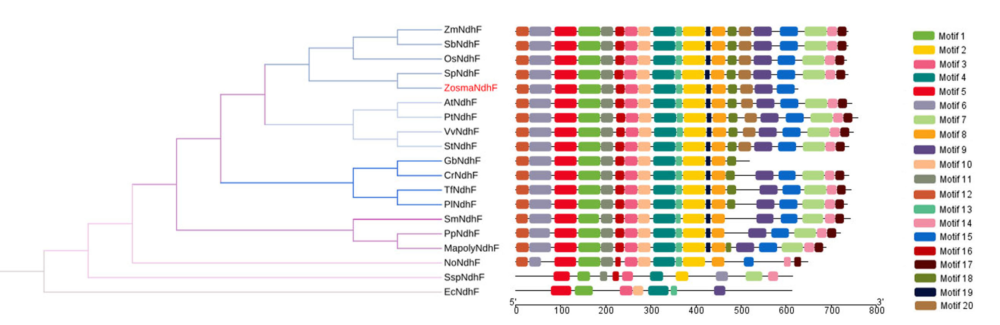 ZmNdhF
SbNdhF
OsNdhF
SpNdhF
ZosmaNdhF
AtNdhF
PtNdhF
VvNdhF
StNdhF
GbNdhF
CrNdhF
TfNdhF
PlNdhF
SmNdhF
PpNdhF
MapolyNdhF
NoNdhF
SspNdhF
EcNdhF
5' 3'
0 100 200 300 400 500 600 700 800
Motif 1
Motif 2
Motif 3
Motif 4
Motif 5
Motif 6
Motif 7
Motif 8
Motif 9
Motif 10
Motif 11
Motif 12
Motif 13
Motif 14
Motif 15
Motif 16
Motif 17
Motif 18
Motif 19
Motif 20